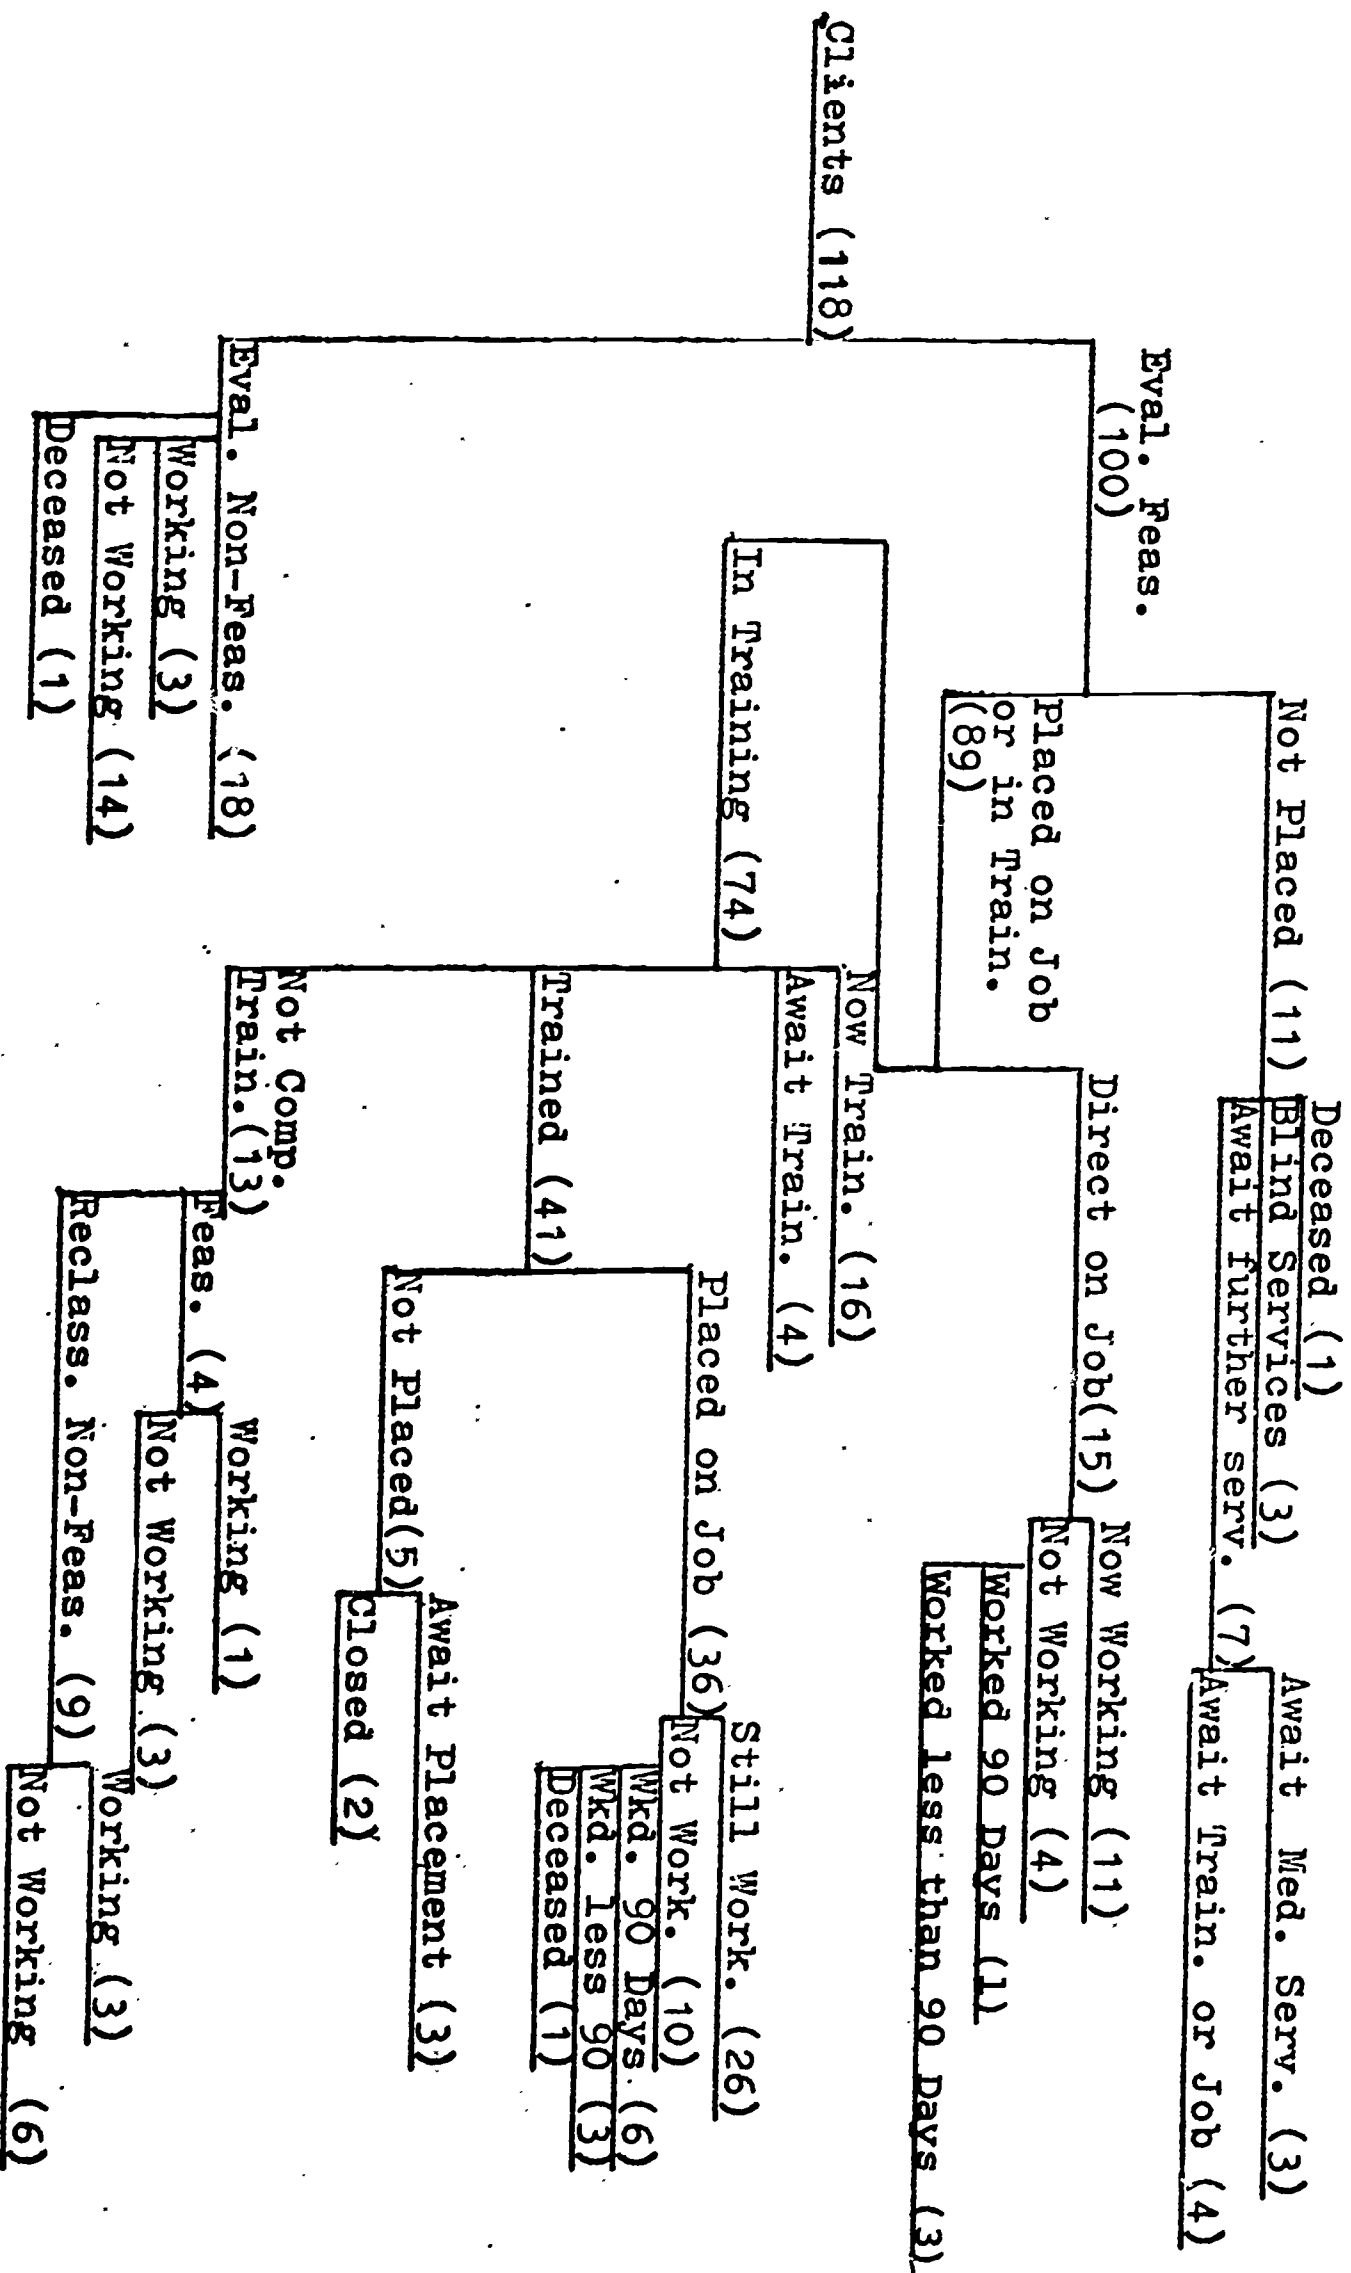 Clients (118)
Eval. Feas.
(100)
Not Placed (11)
Deceased (1)
Blind Services (3)
Await further serv. (7)
Await Med. Serv. (3)
Await Train. or Job (4)
Placed on Job
or in Train.
(89)
Direct on Job(15)
Now Working (11)
Not Working (4)
Worked 90 Days (1)
Worked less than 90 Days (3)
In Training (74)
Now Train. (16)
Await Train. (4)
Trained (41)
Placed on Job (36)
Still Work. (26)
Not Work. (10)
Wkd. 90 Days (6)
Wkd. less 90 (3)
Deceased (1)
Not Placed(5)
Await Placement (3)
Closed (2)
Not Comp.
Train.(13)
Feas. (4)
Working (1)
Not Working (3)
Reclass. Non-Feas. (9)
Working (3)
Not Working (6)
Eval. Non-Feas. (18)
Working (3)
Not Working (14)
Deceased (1)